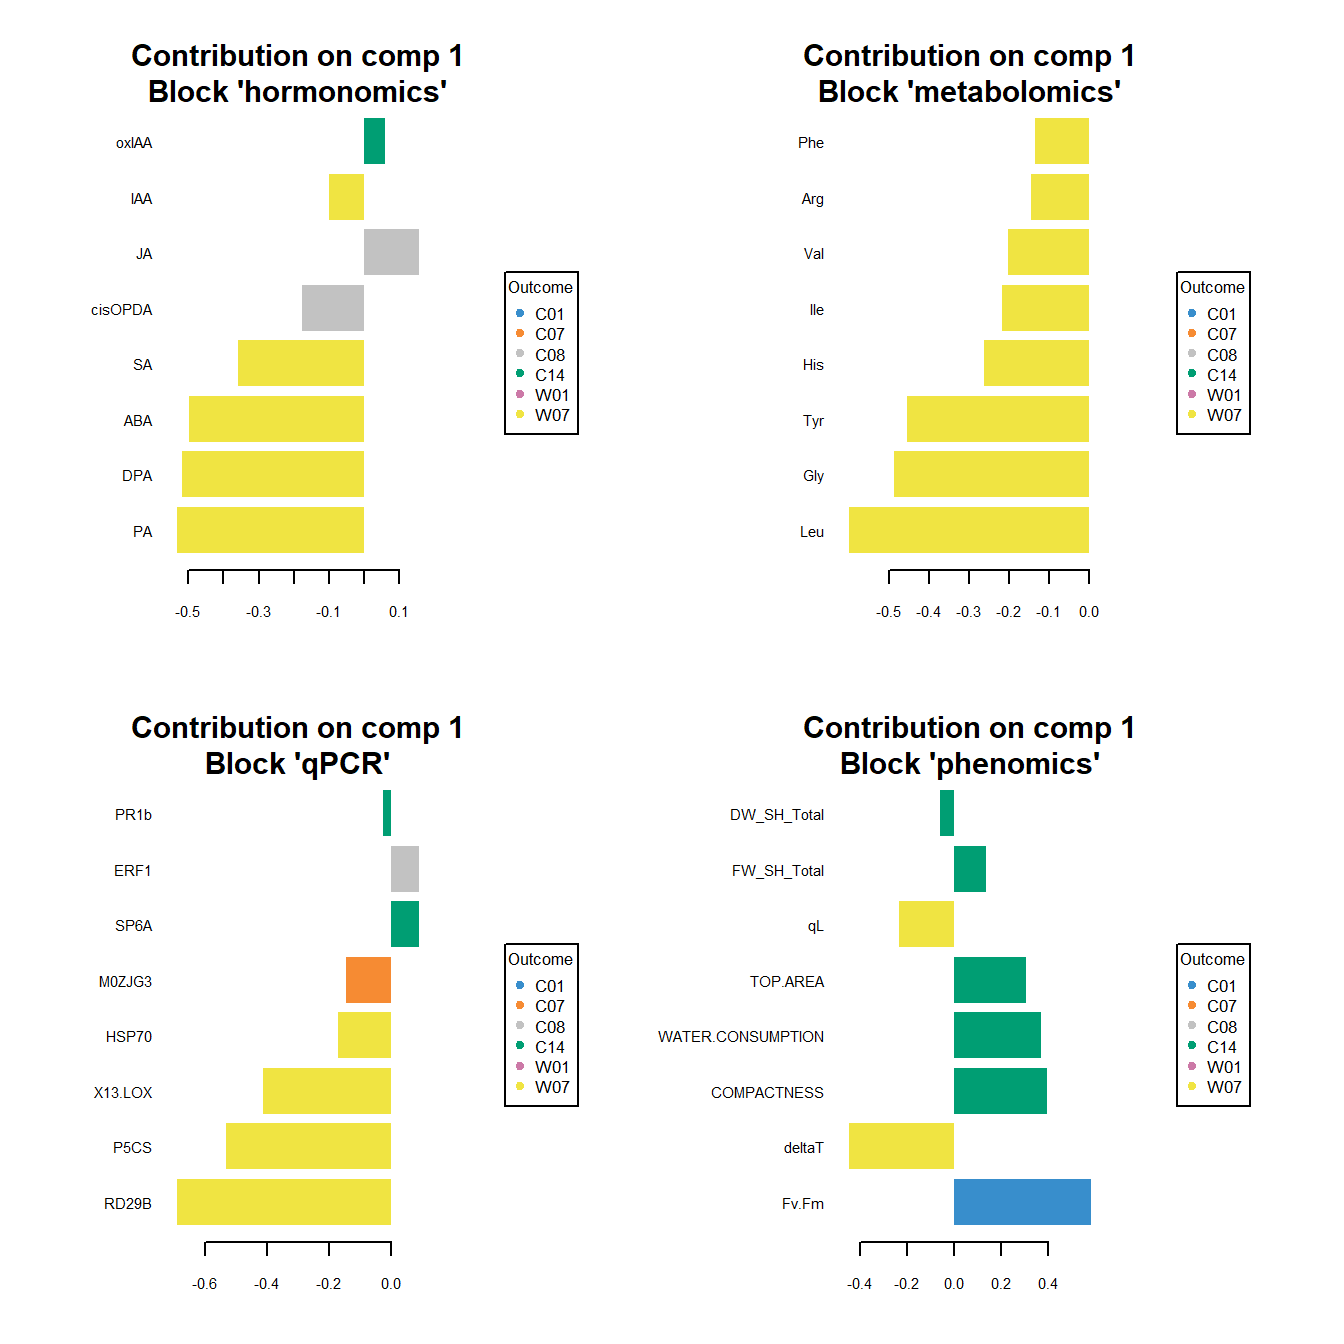 Contribution on comp 1
Block 'hormonomics'
oxIAA
IAA
JA
cisOPDA
SA
ABA
DPA
PA
-0.5 -0.3 -0.1 0.1
Outcome
C01
C07
C08
C14
W01
W07
Contribution on comp 1
Block 'metabolomics'
Phe
Arg
Val
Ile
His
Tyr
Gly
Leu
-0.5 -0.4 -0.3 -0.2 -0.1 0.0
Outcome
C01
C07
C08
C14
W01
W07
Contribution on comp 1
Block 'qPCR'
PR1b
ERF1
SP6A
M0ZJG3
HSP70
X13.LOX
P5CS
RD29B
-0.6 -0.4 -0.2 0.0
Outcome
C01
C07
C08
C14
W01
W07
Contribution on comp 1
Block 'phenomics'
DW_SH_Total
FW_SH_Total
qL
TOP.AREA
WATER.CONSUMPTION
COMPACTNESS
deltaT
Fv.Fm
-0.4 -0.2 0.0 0.2 0.4
Outcome
C01
C07
C08
C14
W01
W07